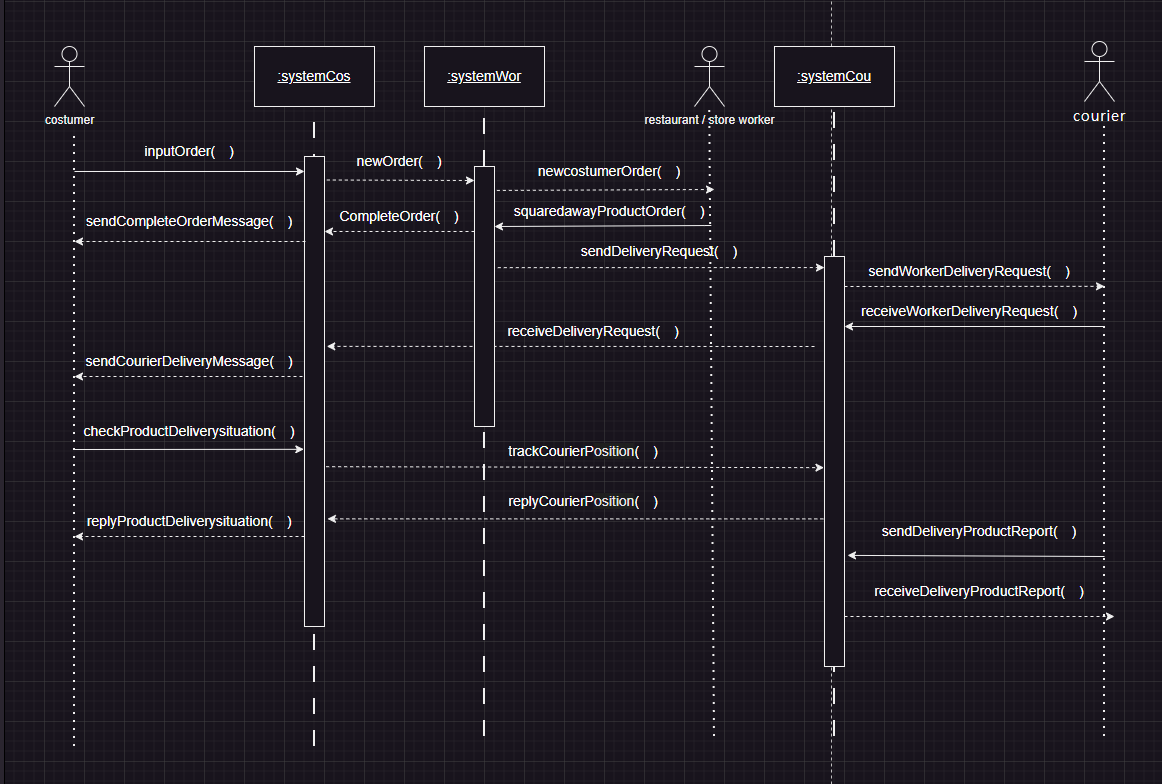 :systemCos
:systemWor
:systemCou
costumer
restaurant / store worker
courier
inputOrder( )
newOrder( )
newcostumerOrder( )
sendCompleteOrderMessage( )
CompleteOrder( )
squaredawayProductOrder( )
sendDeliveryRequest( )
sendWorkerDeliveryRequest( )
receiveWorkerDeliveryRequest( )
receiveDeliveryRequest( )
sendCourierDeliveryMessage( )
checkProductDeliverysituation( )
trackCourierPosition( )
replyCourierPosition( )
replyProductDeliverysituation( )
sendDeliveryProductReport( )
receiveDeliveryProductReport( )